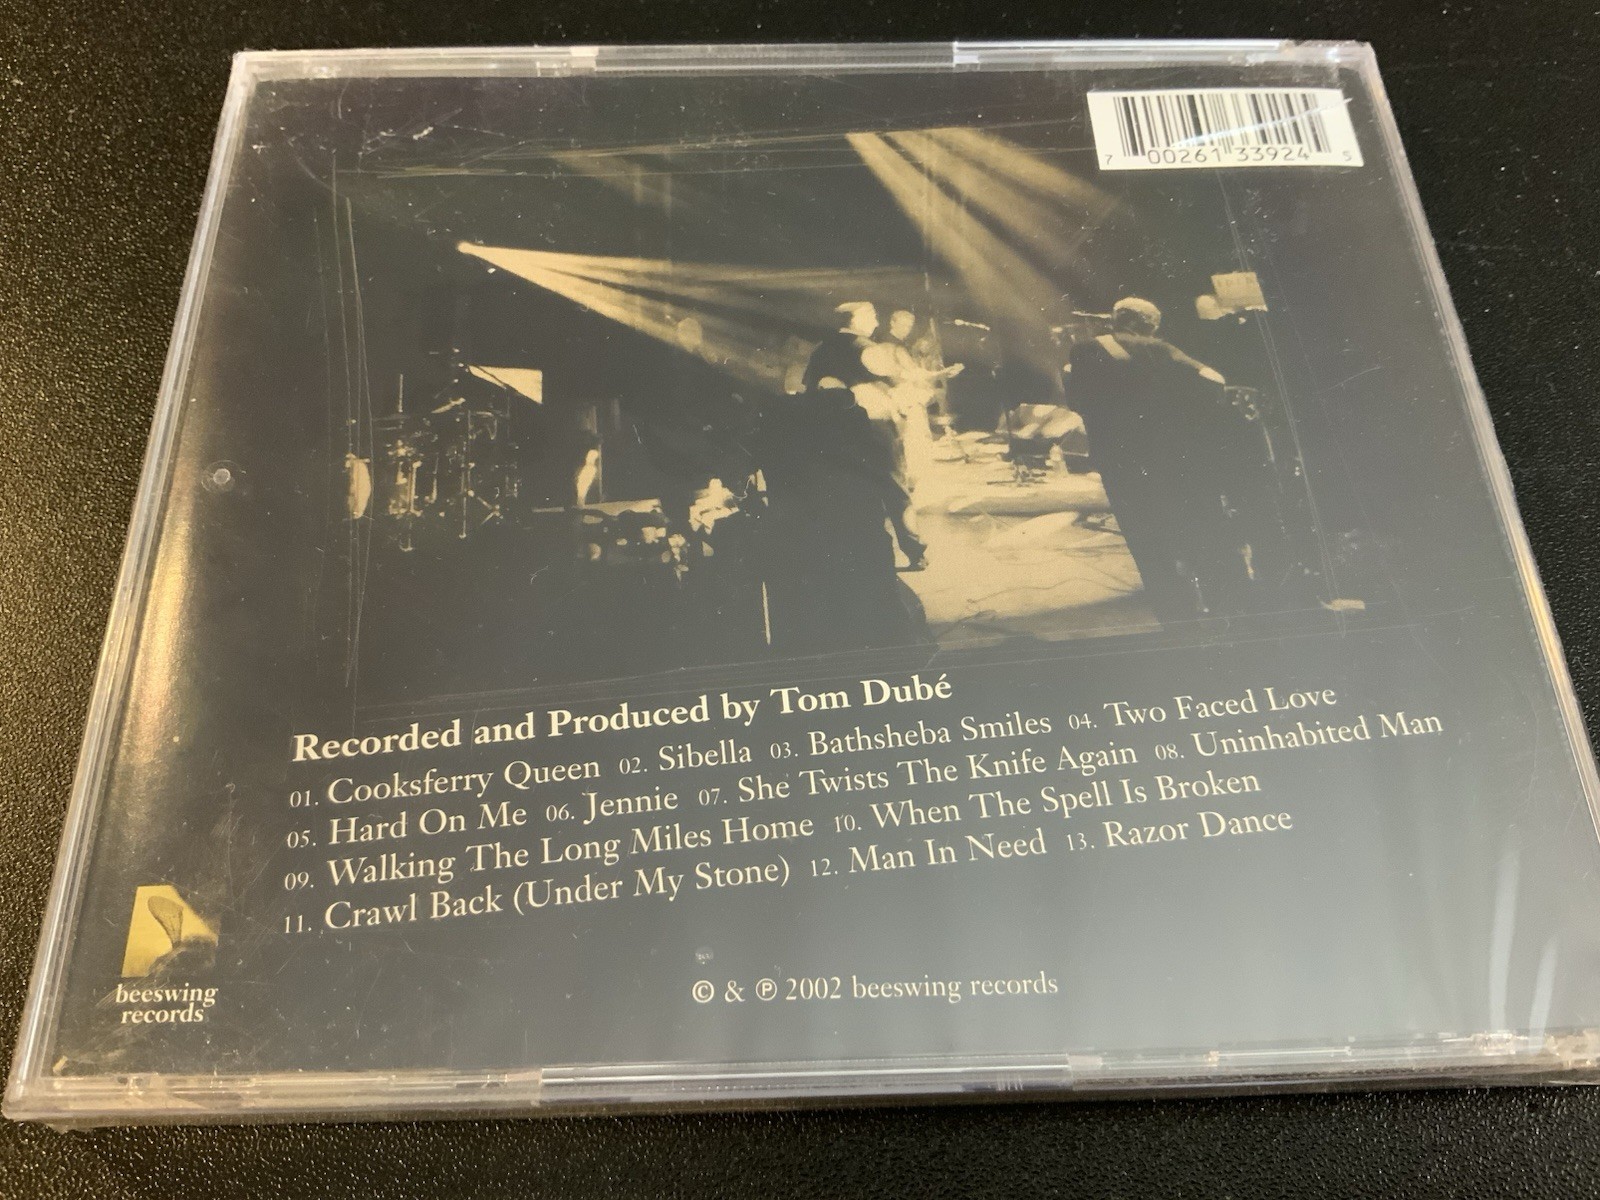 7 00261 33924 5
Recorded and Produced by Tom Dubé
01. Cooksferry Queen 02. Sibella 03. Bathsheba Smiles 04. Two Faced Love
05. Hard On Me 06. Jennie 07. She Twists The Knife Again 08. Uninhabited Man
09. Walking The Long Miles Home 10. When The Spell Is Broken
11. Crawl Back (Under My Stone) 12. Man In Need 13. Razor Dance
beeswing
records
© & ℗ 2002 beeswing records